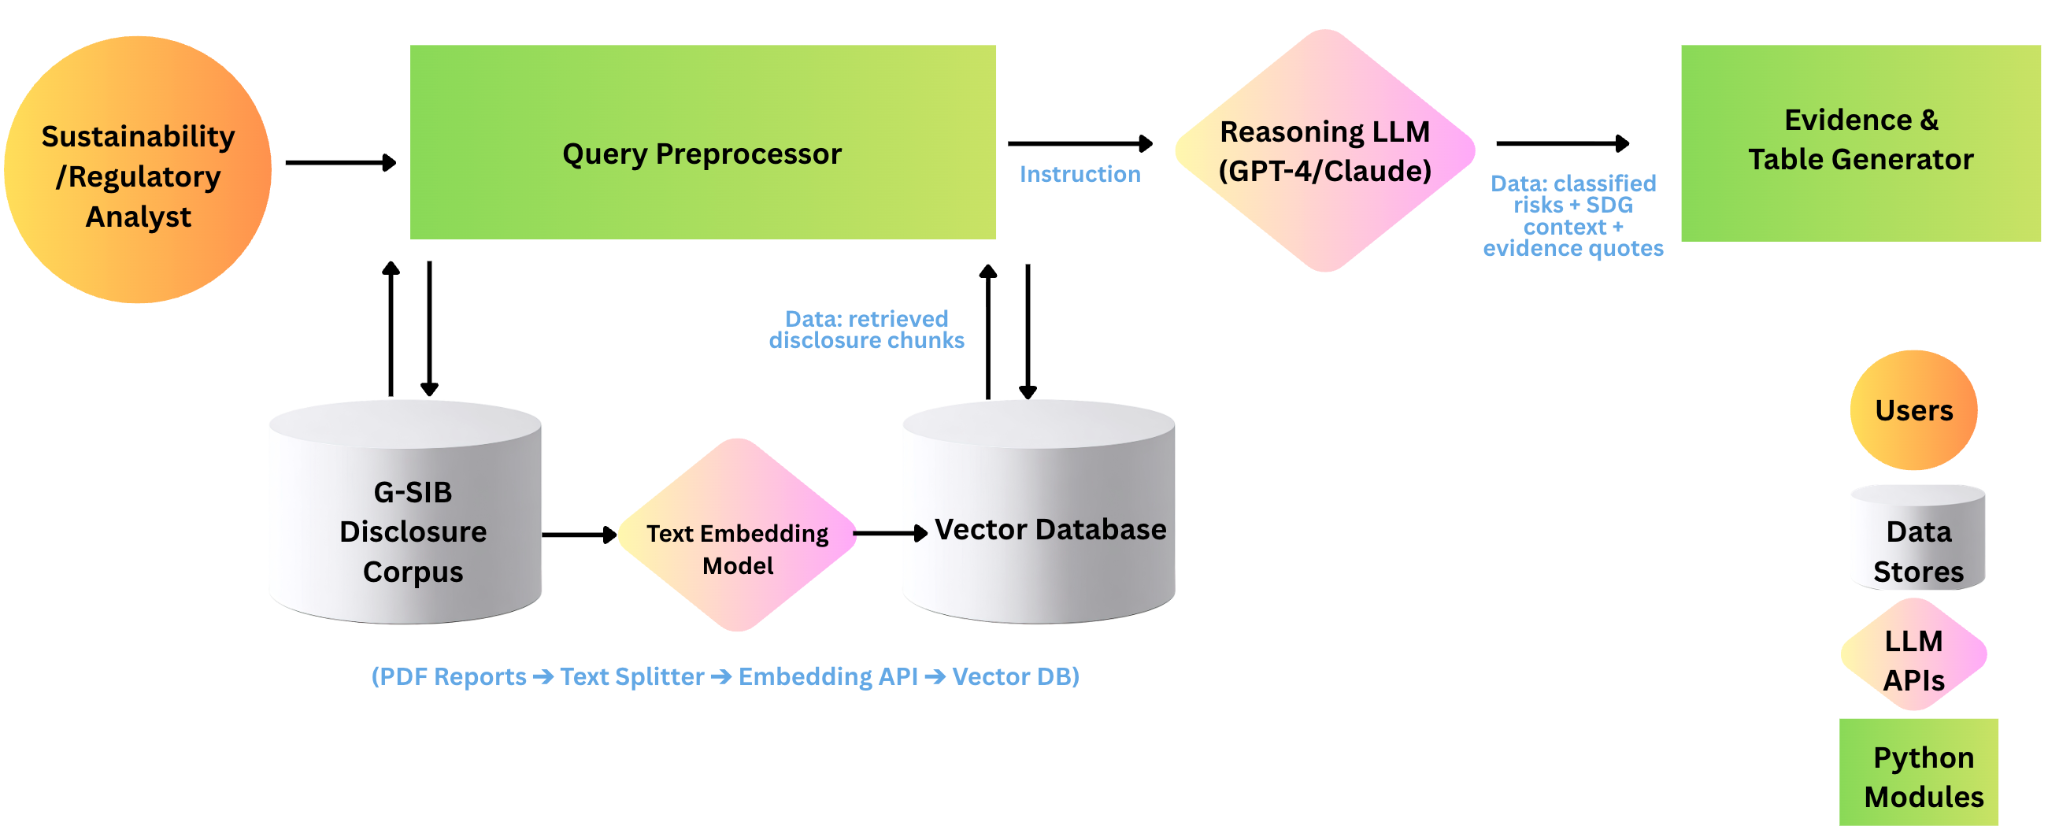 Sustainability
/Regulatory
Analyst
Query Preprocessor
Instruction
Reasoning LLM
(GPT-4/Claude)
Data: classified
risks + SDG
context +
evidence quotes
Evidence &
Table Generator
Data: retrieved
disclosure chunks
G-SIB
Disclosure
Corpus
Text Embedding
Model
Vector Database
(PDF Reports ➔ Text Splitter ➔ Embedding API ➔ Vector DB)
Users
Data
Stores
LLM
APIs
Python
Modules